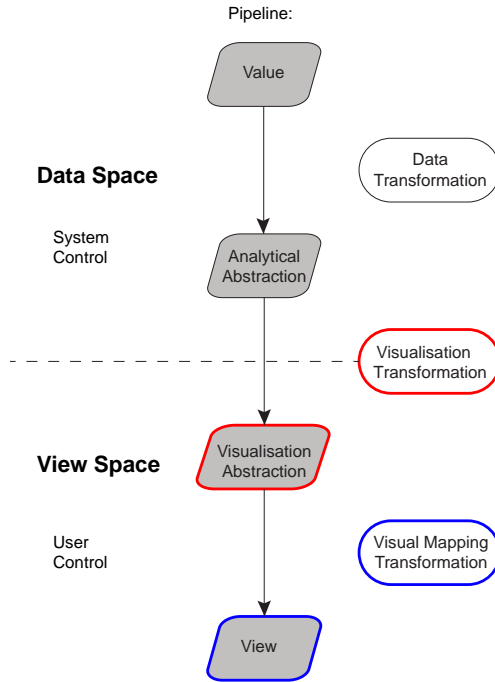 Pipeline:
Value
Data Space
Data
Transformation
System
Control
Analytical
Abstraction
Visualisation
Transformation
View Space
Visualisation
Abstraction
User
Control
Visual Mapping
Transformation
View